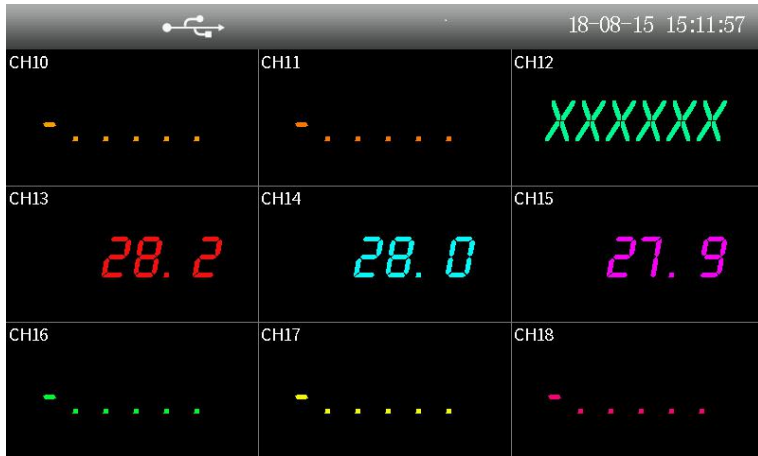 18-08-15 15:11:57
CH10 CH11 CH12
-..... -..... XXXXXX
CH13 CH14 CH15
28.2 28.0 27.9
CH16 CH17 CH18
-..... -..... -.....